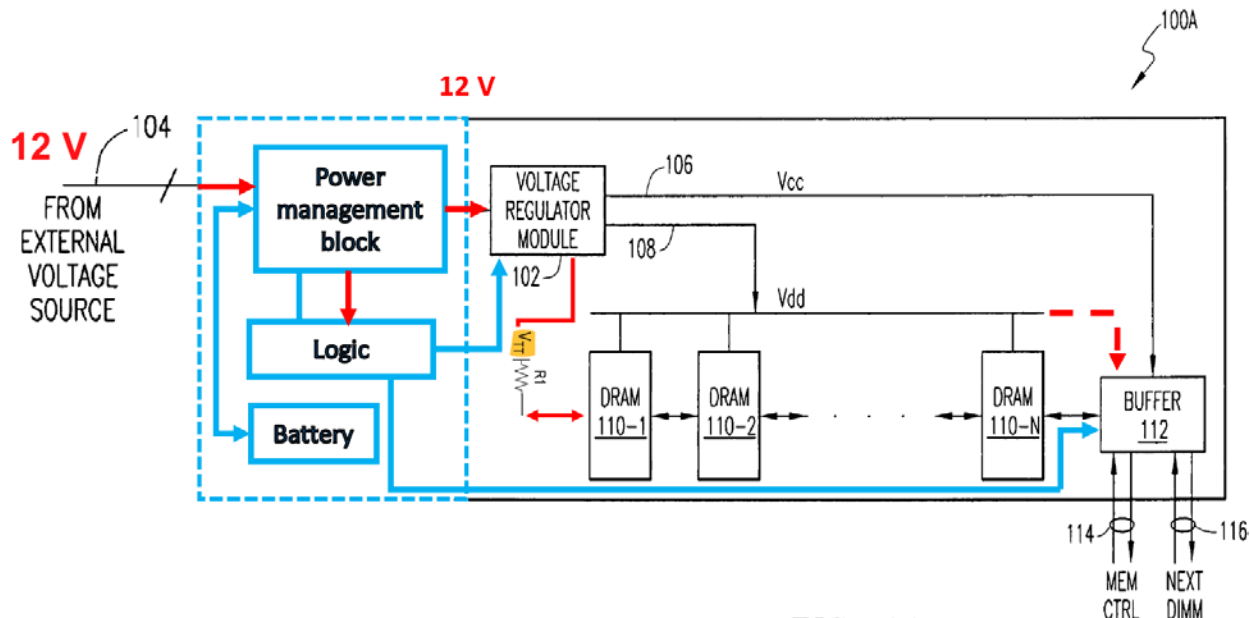 100A
12 V
12 V
104
FROM
EXTERNAL
VOLTAGE
SOURCE
Power
management
block
Logic
Battery
VOLTAGE
REGULATOR
MODULE
102
106
Vcc
108
Vdd
VTT
R1
DRAM
110-1
DRAM
110-2
. . .
DRAM
110-N
BUFFER
112
114
116
MEM
CTRL
NEXT
DIMM